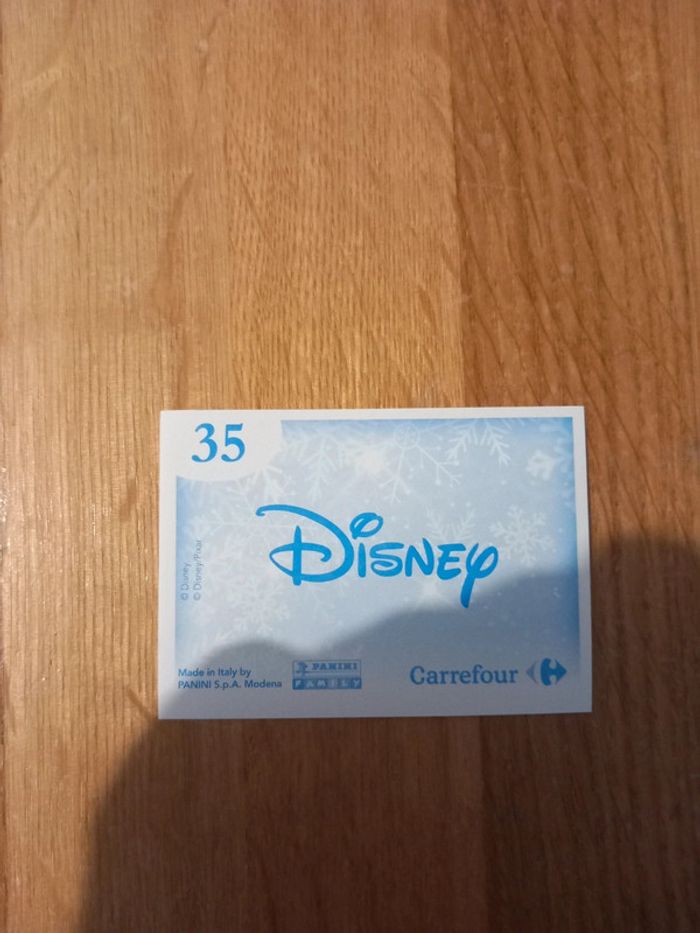 35
Disney
© Disney
© Disney/Pixar
Made in Italy by
PANINI S.p.A. Modena
PANINI
FAMILY
Carrefour